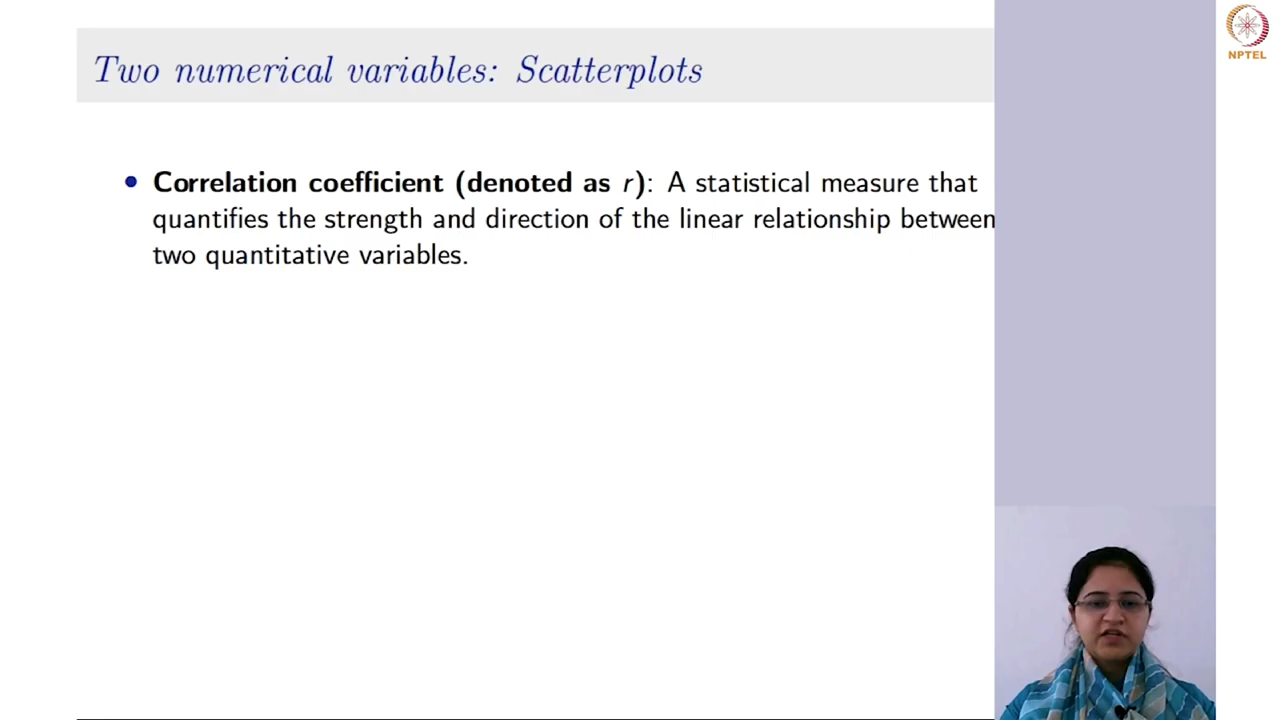 Two numerical variables: Scatterplots
NPTEL
• Correlation coefficient (denoted as r): A statistical measure that
quantifies the strength and direction of the linear relationship between
two quantitative variables.